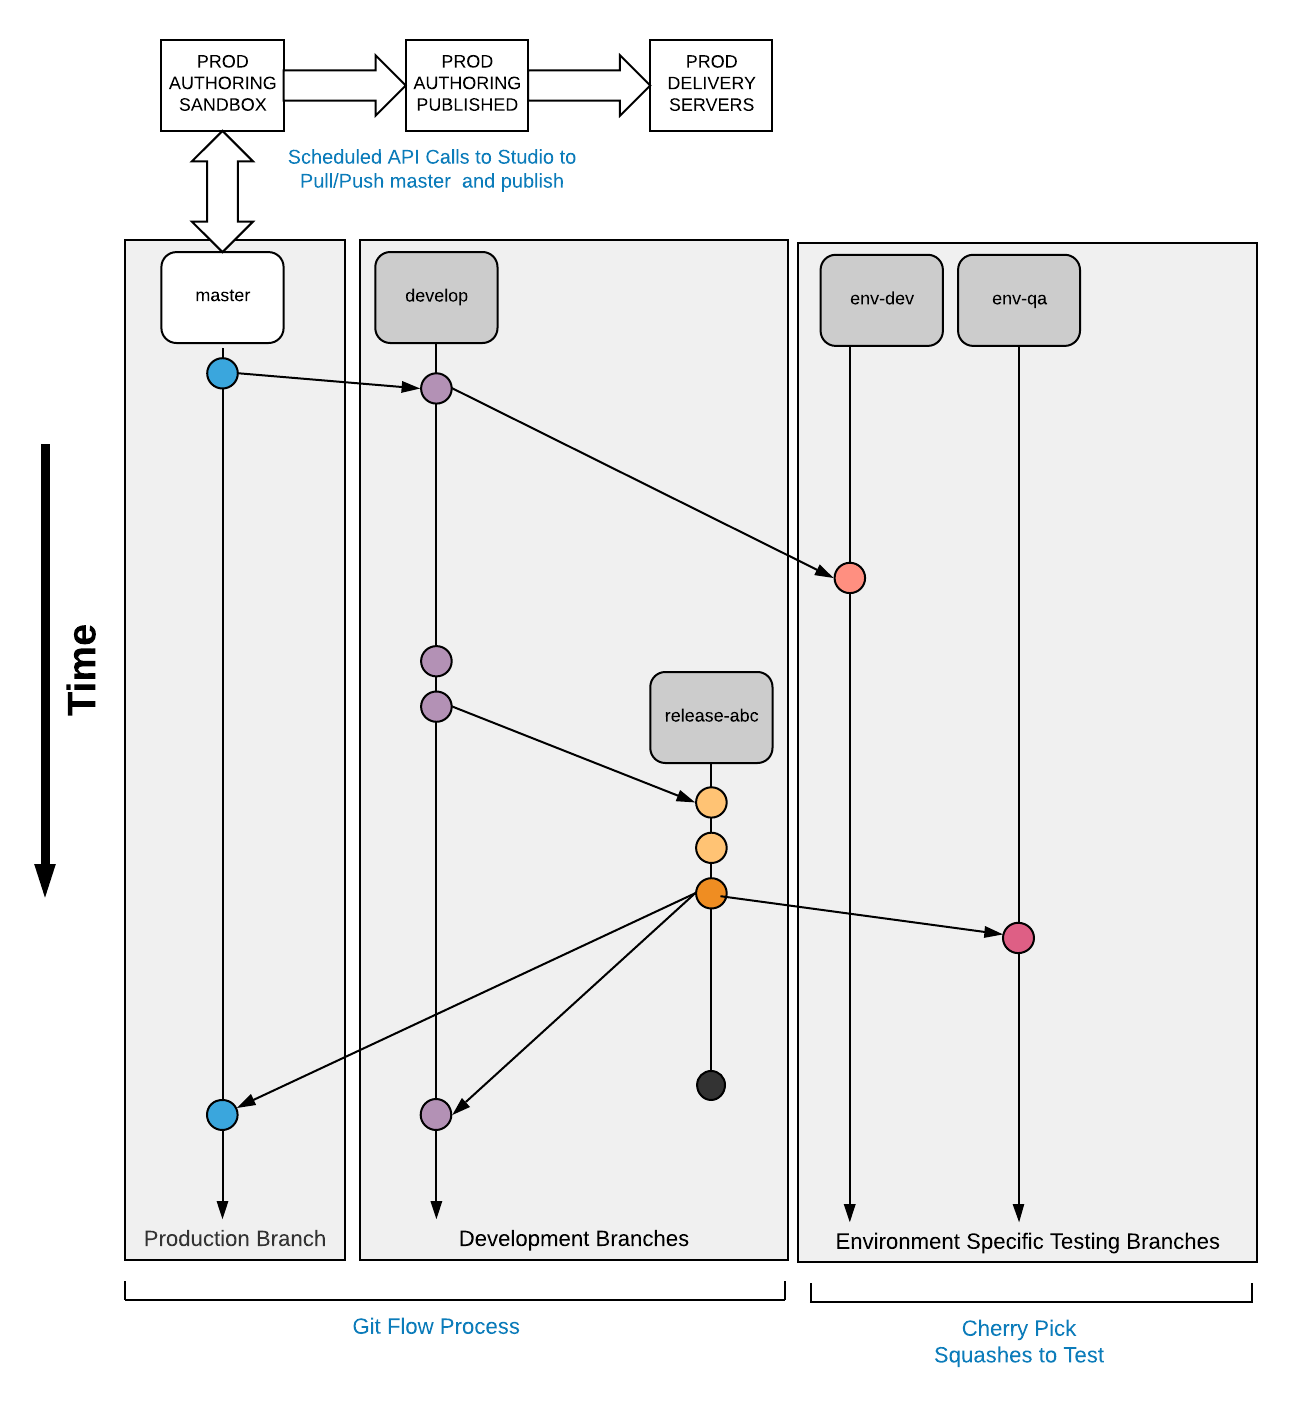 PROD
AUTHORING
SANDBOX
PROD
AUTHORING
PUBLISHED
PROD
DELIVERY
SERVERS
Scheduled API Calls to Studio to
Pull/Push master  and publish
master
develop
env-dev
env-qa
Time
release-abc
Production Branch
Development Branches
Environment Specific Testing Branches
Git Flow Process
Cherry Pick
Squashes to Test